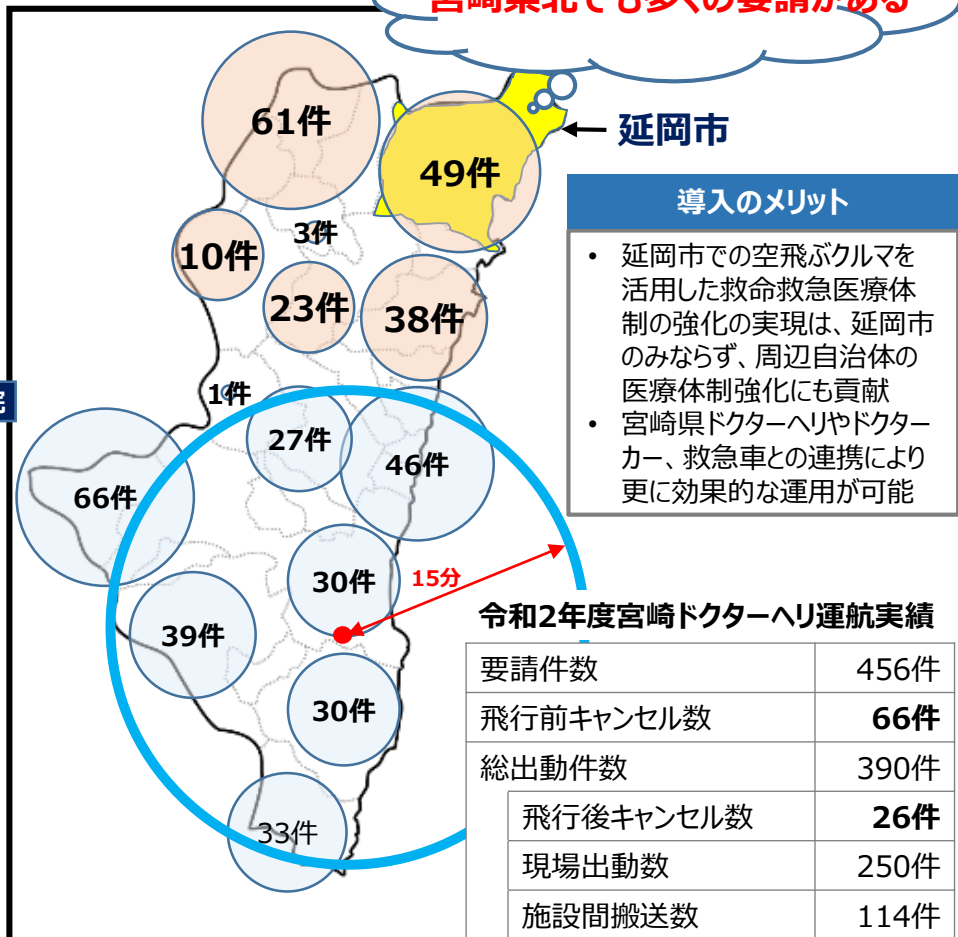 宮崎県北でも多くの要請がある
61件
49件
延岡市
3件
10件
23件
38件
1件
27件
46件
66件
30件
15分
39件
30件
33件
導入のメリット
• 延岡市での空飛ぶクルマを
活用した救命救急医療体
制の強化の実現は、延岡市
のみならず、周辺自治体の
医療体制強化にも貢献
• 宮崎県ドクターヘリやドクター
カー、救急車との連携により
更に効果的な運用が可能
令和2年度宮崎ドクターヘリ運航実績
要請件数 456件
飛行前キャンセル数 66件
総出動件数 390件
飛行後キャンセル数 26件
現場出動数 250件
施設間搬送数 114件